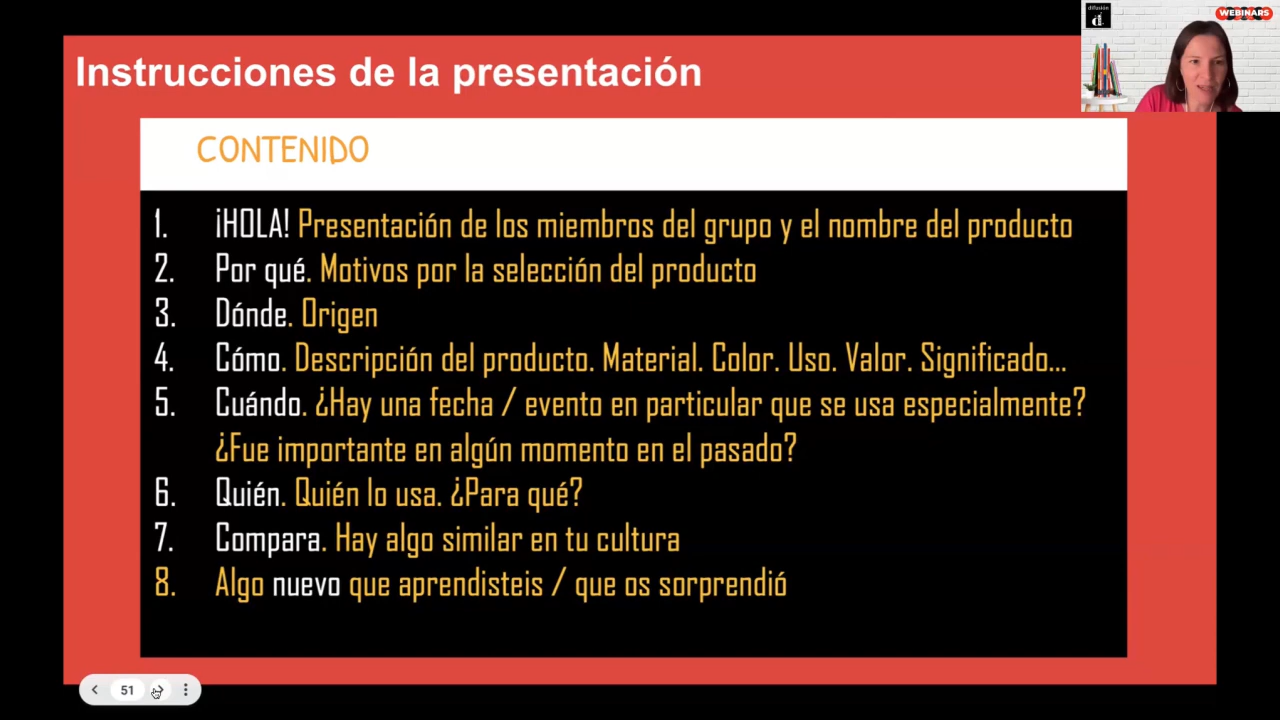 difusión
WEBINARS
Instrucciones de la presentación
CONTENIDO
1. ¡HOLA! Presentación de los miembros del grupo y el nombre del producto
2. Por qué. Motivos por la selección del producto
3. Dónde. Origen
4. Cómo. Descripción del producto. Material. Color. Uso. Valor. Significado...
5. Cuándo. ¿Hay una fecha / evento en particular que se usa especialmente?
¿Fue importante en algún momento en el pasado?
6. Quién. Quién lo usa. ¿Para qué?
7. Compara. Hay algo similar en tu cultura
8. Algo nuevo que aprendisteis / que os sorprendió
51